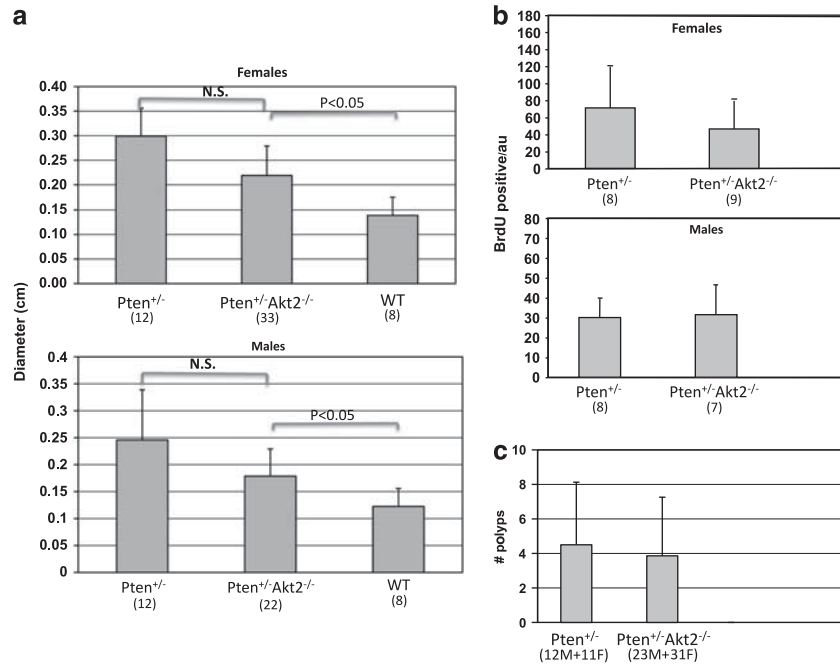 a
Females
0.40
0.35
0.30
0.25
0.20
0.15
0.10
0.05
0.00
N.S.
P<0.05
Pten+/- Pten+/-Akt2-/- WT
(12) (33) (8)
Diameter (cm)
Males
0.4
0.35
0.3
0.25
0.2
0.15
0.1
0.05
0
N.S.
P<0.05
Pten+/- Pten+/-Akt2-/- WT
(12) (22) (8)
b
Females
180
160
140
120
100
80
60
40
20
0
Pten+/- Pten+/-Akt2-/-
(8) (9)
BrdU positive/au
Males
80
70
60
50
40
30
20
10
0
Pten+/- Pten+/-Akt2-/-
(8) (7)
c
# polyps
10
8
6
4
2
0
Pten+/- Pten+/-Akt2-/-
(12M+11F) (23M+31F)